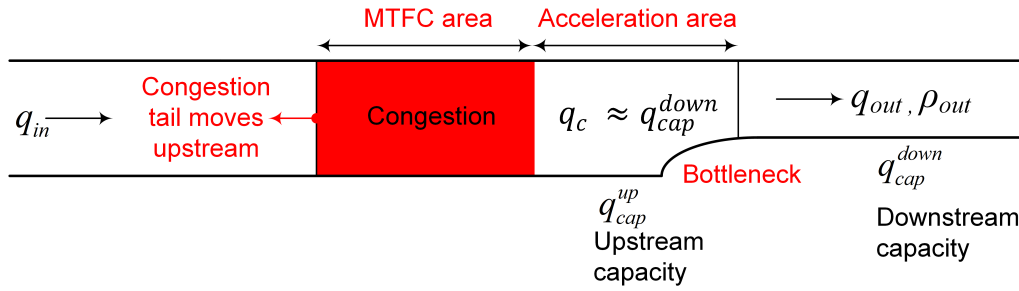 MTFC area
Acceleration area
q_in
Congestion
tail moves
upstream
Congestion
q_c ≈ q_cap^down
q_out , ρ_out
Bottleneck
q_cap^up
Upstream
capacity
q_cap^down
Downstream
capacity